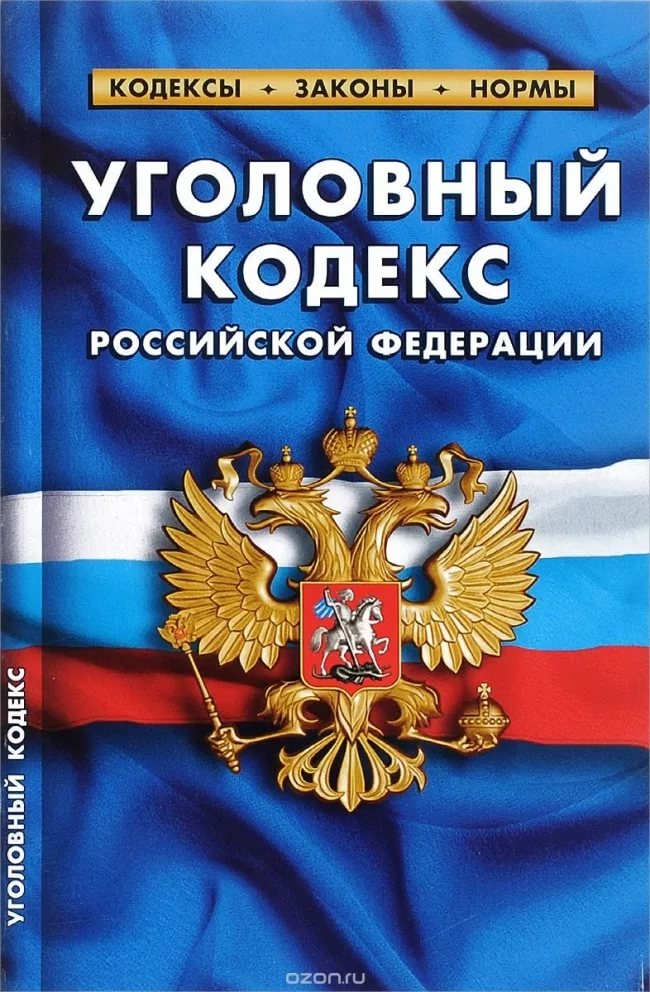 КОДЕКСЫ ✦ ЗАКОНЫ ✦ НОРМЫ
УГОЛОВНЫЙ
КОДЕКС
РОССИЙСКОЙ ФЕДЕРАЦИИ
УГОЛОВНЫЙ КОДЕКС
ozon.ru